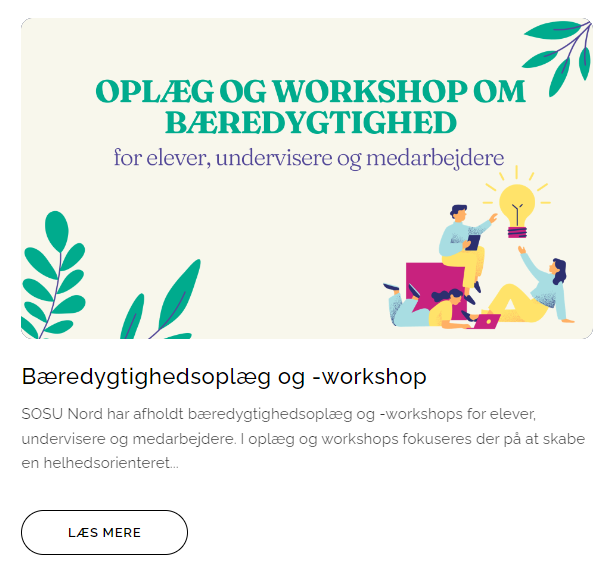 OPLÆG OG WORKSHOP OM
BÆREDYGTIGHED
for elever, undervisere og medarbejdere
Bæredygtighedsoplæg og -workshop
SOSU Nord har afholdt bæredygtighedsoplæg og -workshops for elever,
undervisere og medarbejdere. I oplæg og workshops fokuseres der på at skabe
en helhedsorienteret...
LÆS MERE